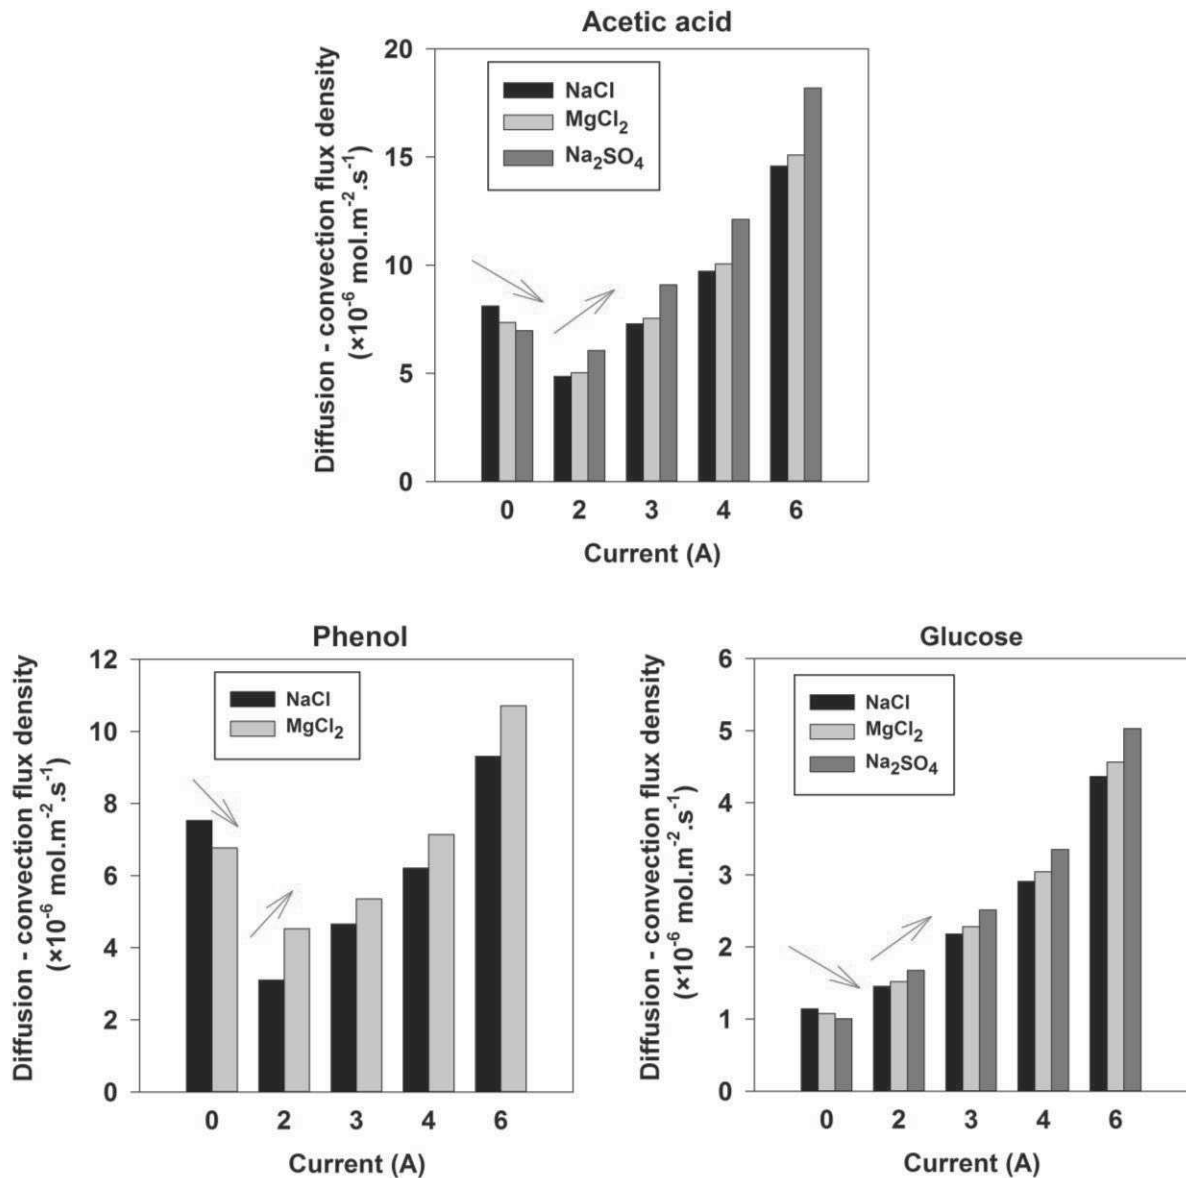 Acetic acid
Diffusion - convection flux density
(×10⁻⁶ mol.m⁻².s⁻¹)
20
15
10
5
0
NaCl
MgCl₂
Na₂SO₄
0 2 3 4 6
Current (A)
Phenol
Diffusion - convection flux density
(×10⁻⁶ mol.m⁻².s⁻¹)
12
10
8
6
4
2
0
NaCl
MgCl₂
0 2 3 4 6
Current (A)
Glucose
Diffusion - convection flux density
(×10⁻⁶ mol.m⁻².s⁻¹)
6
5
4
3
2
1
0
NaCl
MgCl₂
Na₂SO₄
0 2 3 4 6
Current (A)